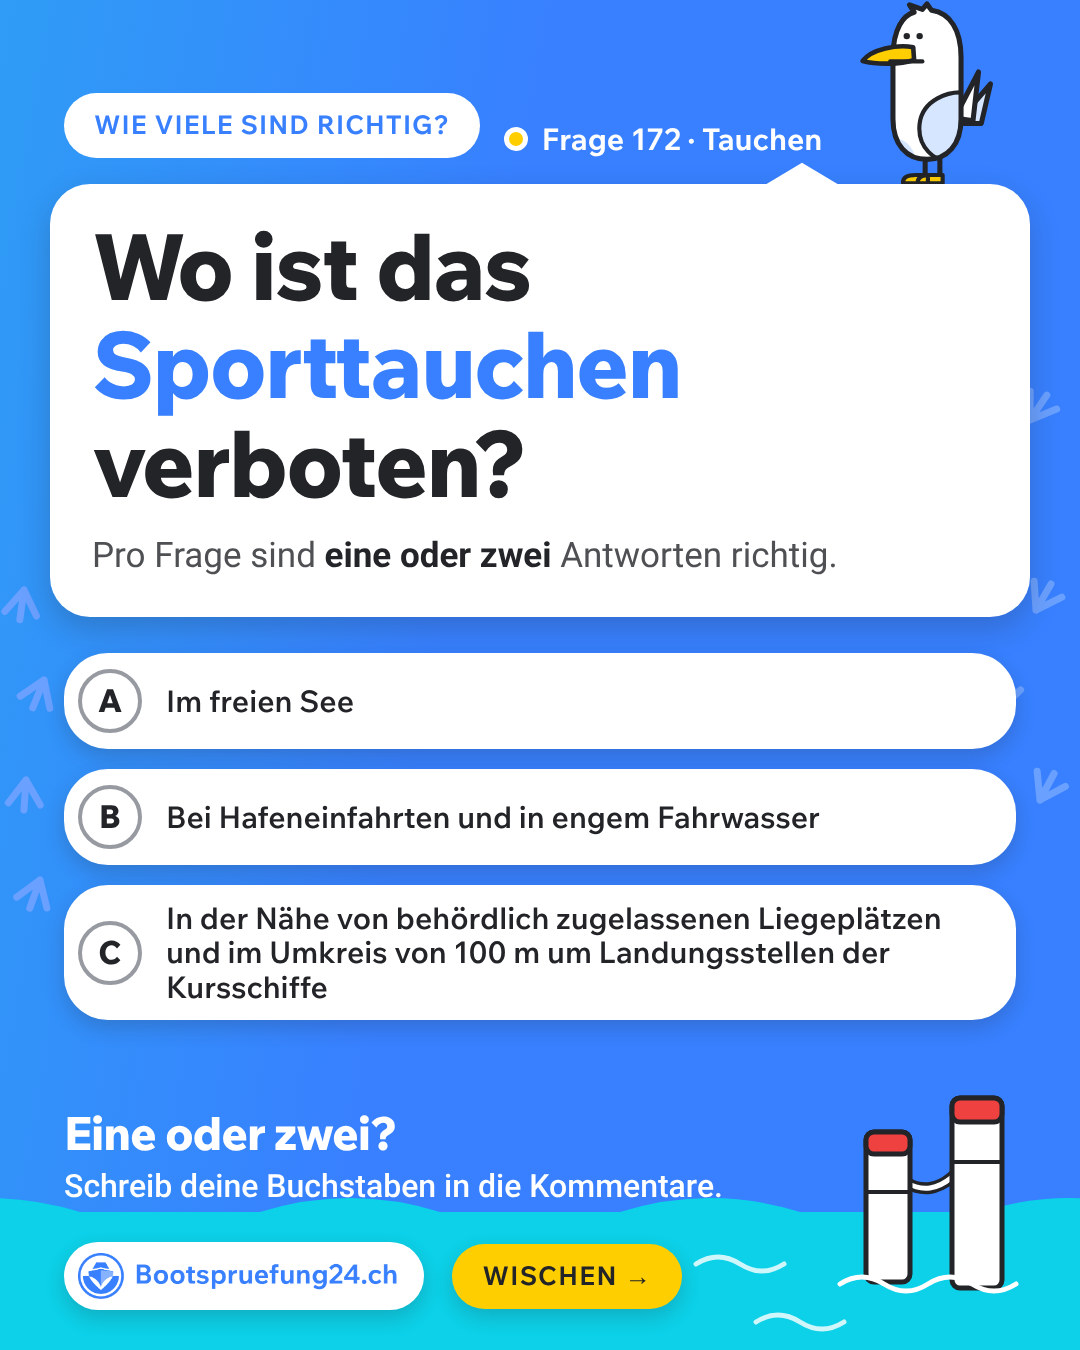 WIE VIELE SIND RICHTIG?
Frage 172 · Tauchen
Wo ist das
Sporttauchen
verboten?
Pro Frage sind eine oder zwei Antworten richtig.
A Im freien See
B Bei Hafeneinfahrten und in engem Fahrwasser
C In der Nähe von behördlich zugelassenen Liegeplätzen
und im Umkreis von 100 m um Landungsstellen der
Kursschiffe
Eine oder zwei?
Schreib deine Buchstaben in die Kommentare.
Bootspruefung24.ch
WISCHEN →